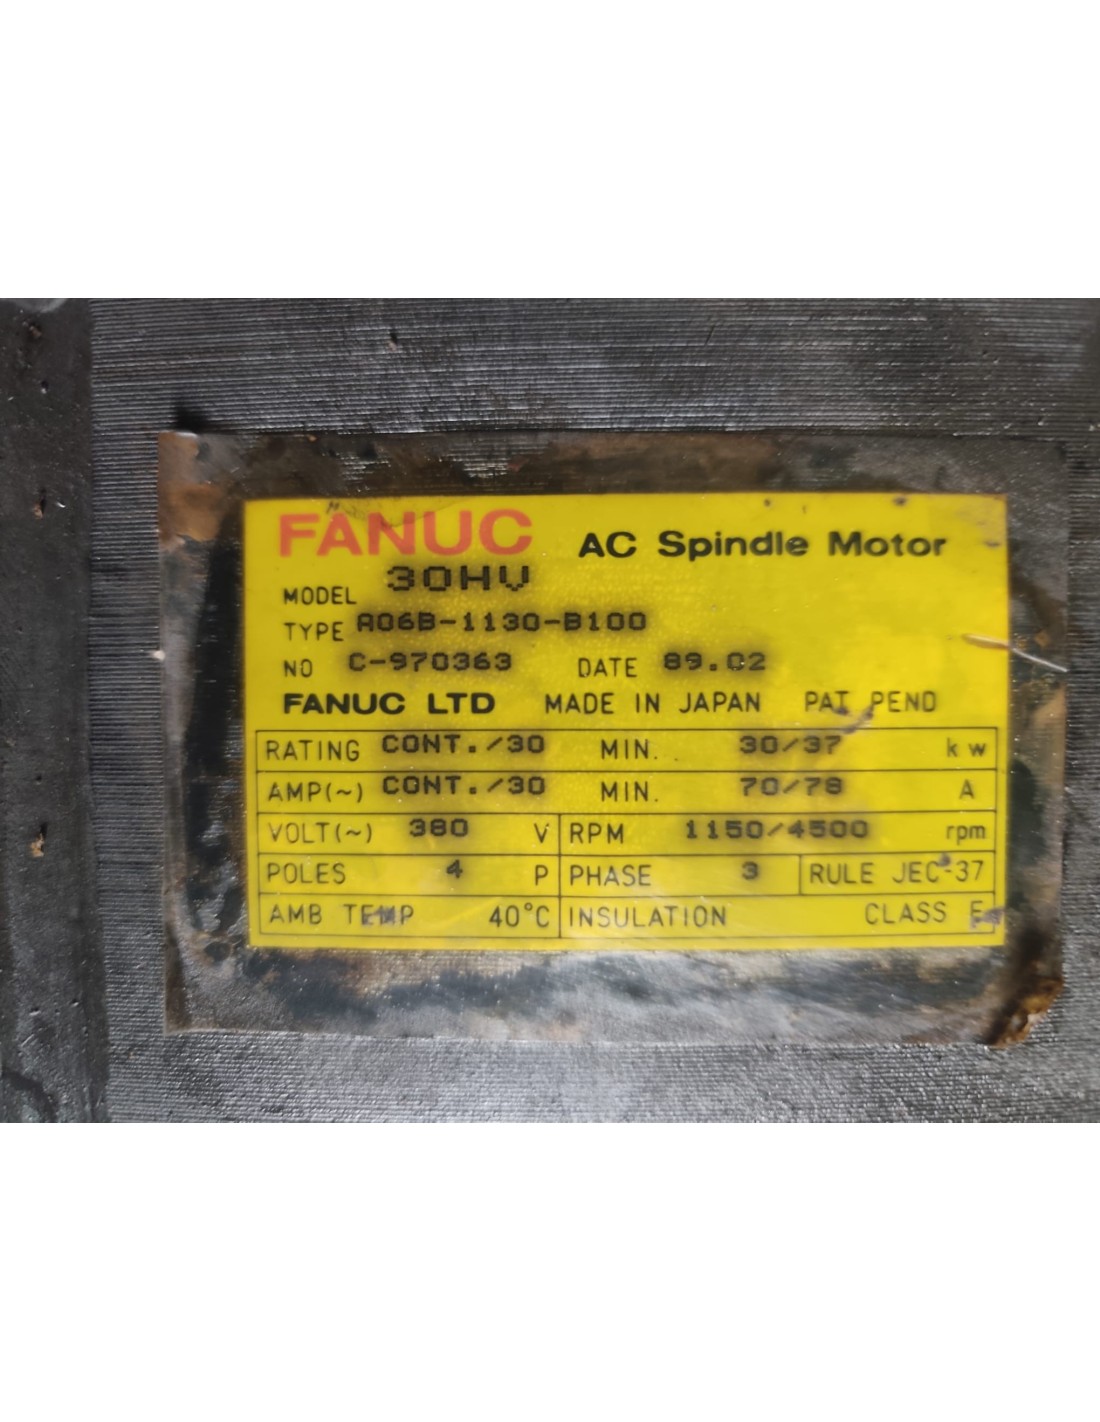 FANUC AC Spindle Motor
MODEL 30HV
TYPE A06B-1130-B100
NO C-970363 DATE 89.02
FANUC LTD MADE IN JAPAN PAT PEND
RATING CONT./30 MIN. 30/37 kw
AMP(~) CONT./30 MIN. 70/78 A
VOLT(~) 380 V RPM 1150/4500 rpm
POLES 4 P PHASE 3 RULE JEC-37
AMB TEMP 40°C INSULATION CLASS